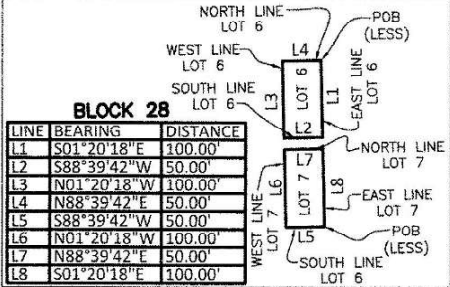 NORTH LINE
LOT 6
POB
(LESS)
WEST LINE
LOT 6
L4
SOUTH LINE
LOT 6
L3
LOT 6
L1
EAST LINE
LOT 6
L2
BLOCK 28
LINE BEARING DISTANCE
L1 S01°20'18"E 100.00'
L2 S88°39'42"W 50.00'
L3 N01°20'18"W 100.00'
L4 N88°39'42"E 50.00'
L5 S88°39'42"W 50.00'
L6 N01°20'18"W 100.00'
L7 N88°39'42"E 50.00'
L8 S01°20'18"E 100.00'
NORTH LINE
LOT 7
L7
WEST LINE
LOT 7
L6
LOT 7
L8
EAST LINE
LOT 7
L5
POB
(LESS)
SOUTH LINE
LOT 6